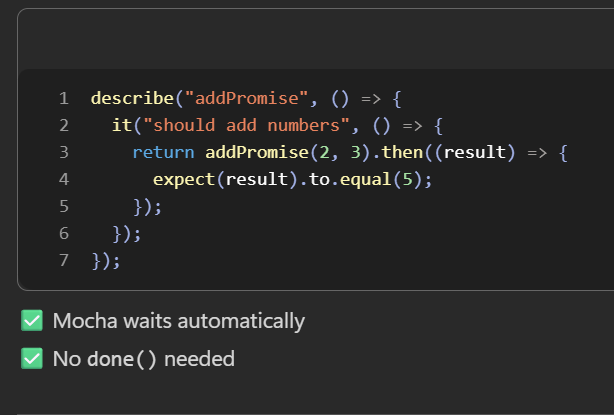 1 describe("addPromise", () => {
2   it("should add numbers", () => {
3     return addPromise(2, 3).then((result) => {
4       expect(result).to.equal(5);
5     });
6   });
7 });
✅ Mocha waits automatically
✅ No done() needed